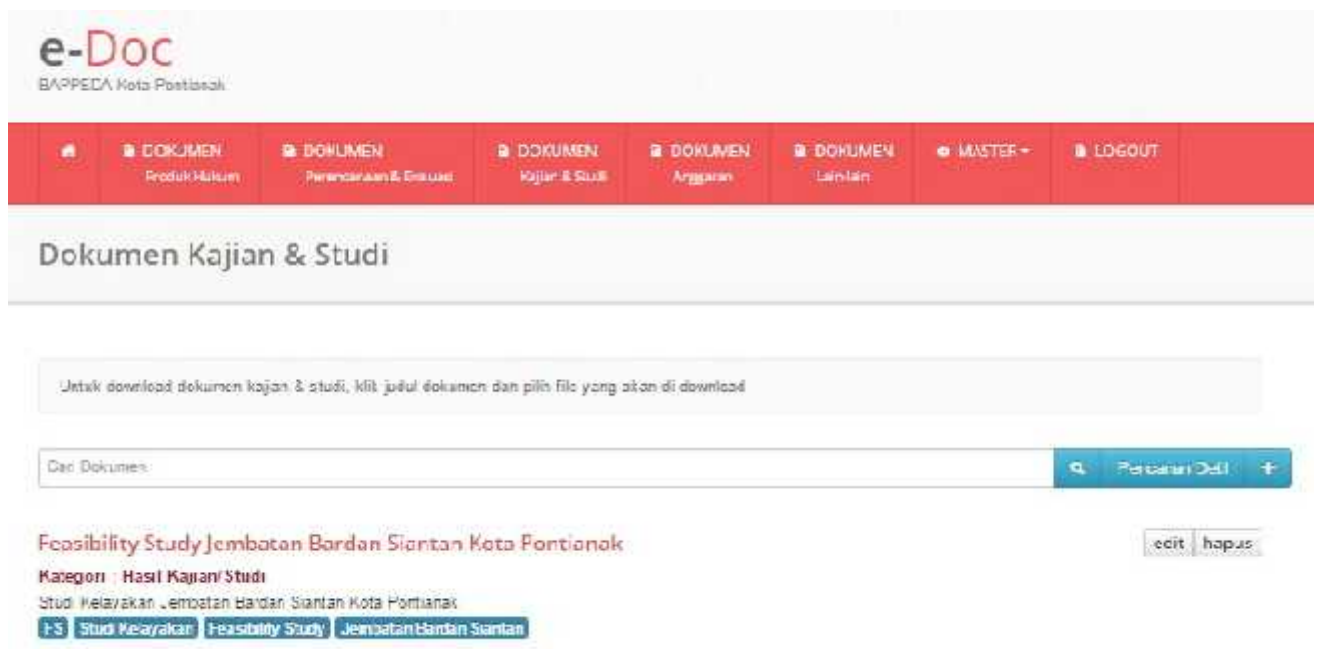 e-Doc
BAPPEDA Kota Pontianak
DOKUMEN
Produk Hukum
DOKUMEN
Perencanaan & Evaluasi
DOKUMEN
Kajian & Studi
DOKUMEN
Anggaran
DOKUMEN
Lain-lain
MASTER
LOGOUT
Dokumen Kajian & Studi
Untuk download dokumen kajian & studi, klik judul dokumen dan pilih file yang akan di download
Cari Dokumen
Pencarian Detil +
Feasibility Study Jembatan Bardan Siantan Kota Pontianak
edit hapus
Kategori : Hasil Kajian/Studi
Studi Kelayakan Jembatan Bardan Siantan Kota Pontianak
FS Studi Kelayakan Feasibility Study Jembatan Bardan Siantan